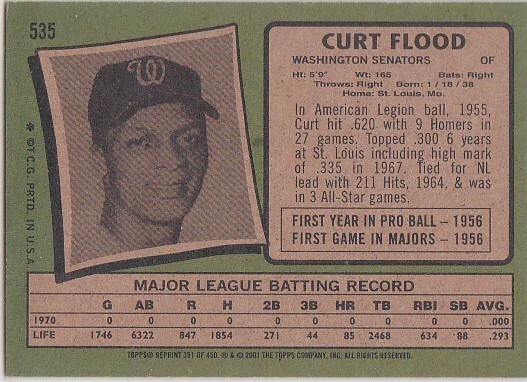 535
CURT FLOOD
WASHINGTON SENATORS OF
Ht: 5'9" Wt: 165 Bats: Right
Throws: Right Born: 1/18/38
Home: St. Louis, Mo.
In American Legion ball, 1955,
Curt hit .620 with 9 Homers in
27 games. Topped .300 6 years
at St. Louis including high mark
of .335 in 1967. Tied for NL
lead with 211 Hits, 1964, & was
in 3 All-Star games.
FIRST YEAR IN PRO BALL – 1956
FIRST GAME IN MAJORS – 1956
W
✱ ©T.C.G. PRTD. IN U.S.A
MAJOR LEAGUE BATTING RECORD
G AB R H 2B 3B HR TB RBI SB AVG.
1970 0 0 0 0 0 0 0 0 0 0 .000
LIFE 1746 6322 847 1854 271 44 85 2468 634 88 .293
TOPPS® REPRINT 351 OF 450. ® & © 2001 THE TOPPS COMPANY, INC. ALL RIGHTS RESERVED.